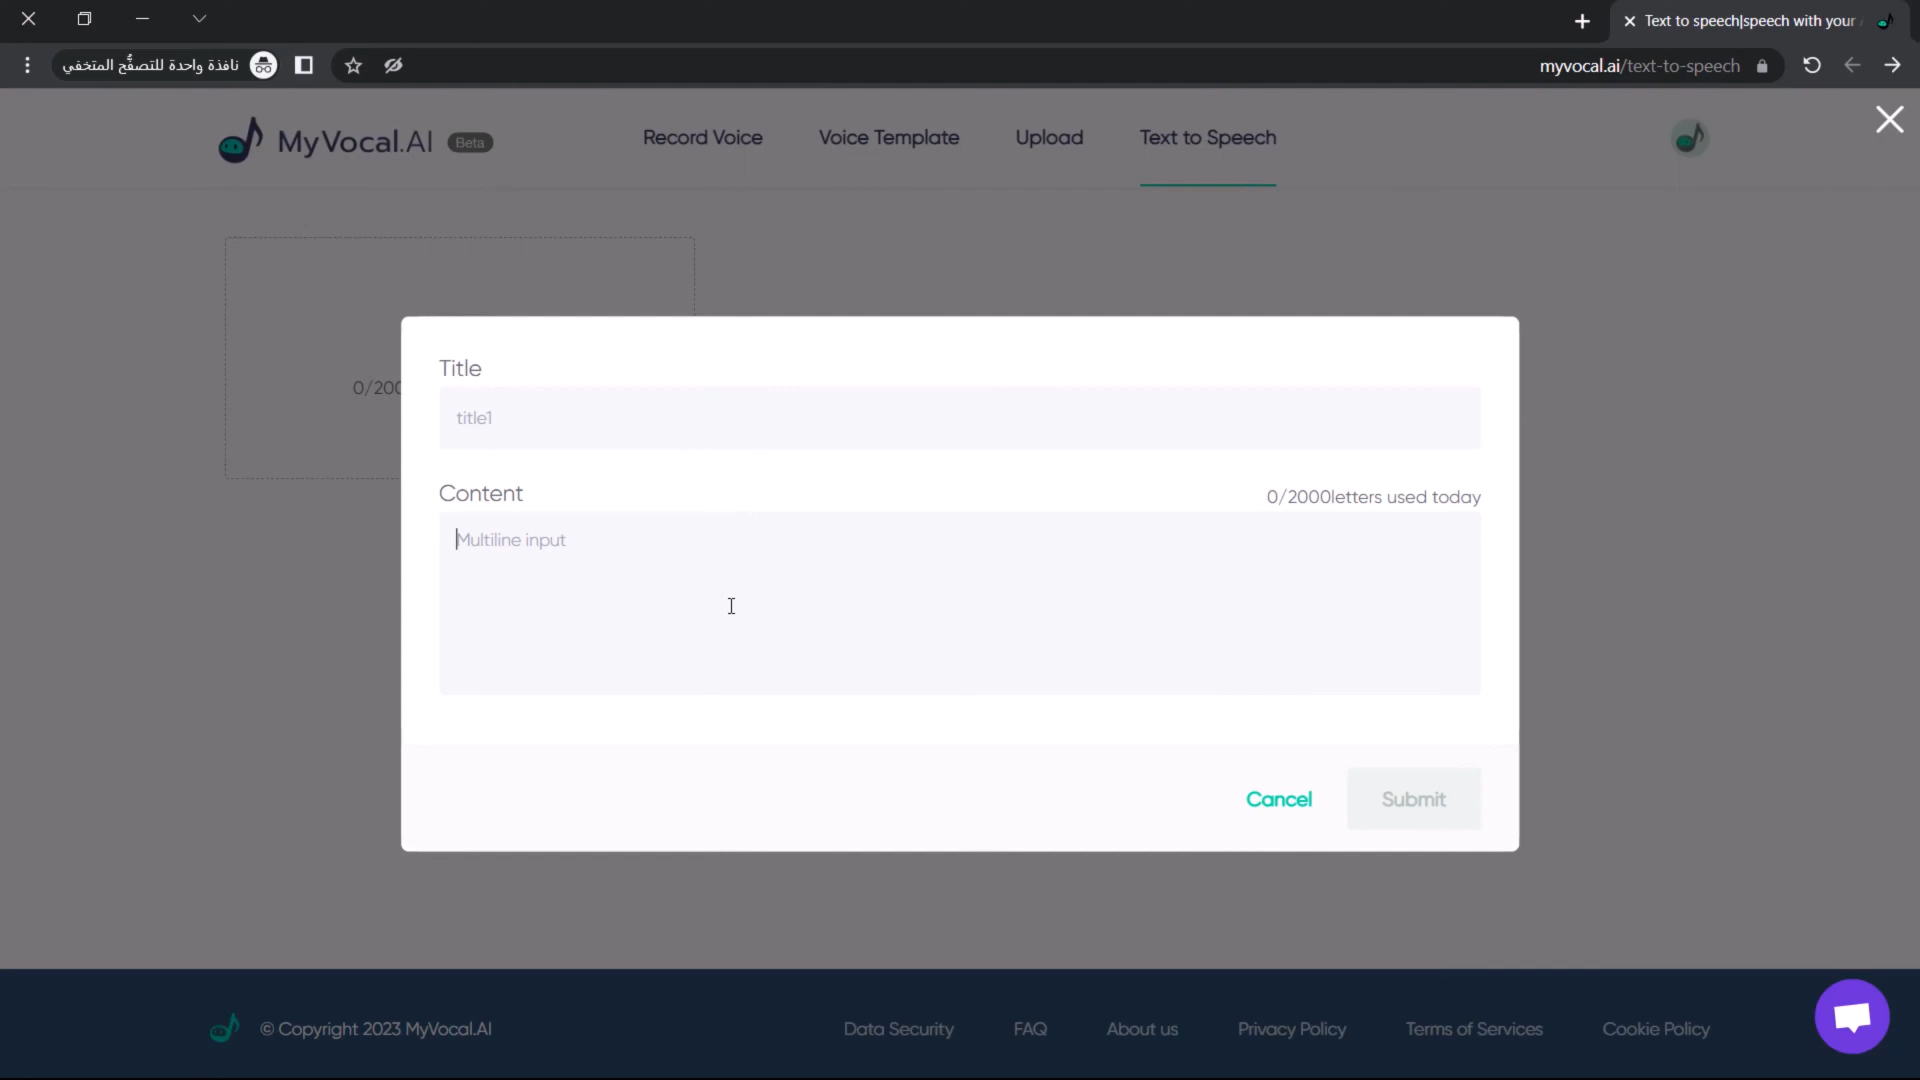 Text to speech|speech with your
نافذة واحدة للتصفُّح المتخفي
myvocal.ai/text-to-speech
MyVocal.AI Beta
Record Voice
Voice Template
Upload
Text to Speech
0/200
Title
title1
Content
0/2000letters used today
Multiline input
Cancel
Submit
© Copyright 2023 MyVocal.AI
Data Security
FAQ
About us
Privacy Policy
Terms of Services
Cookie Policy